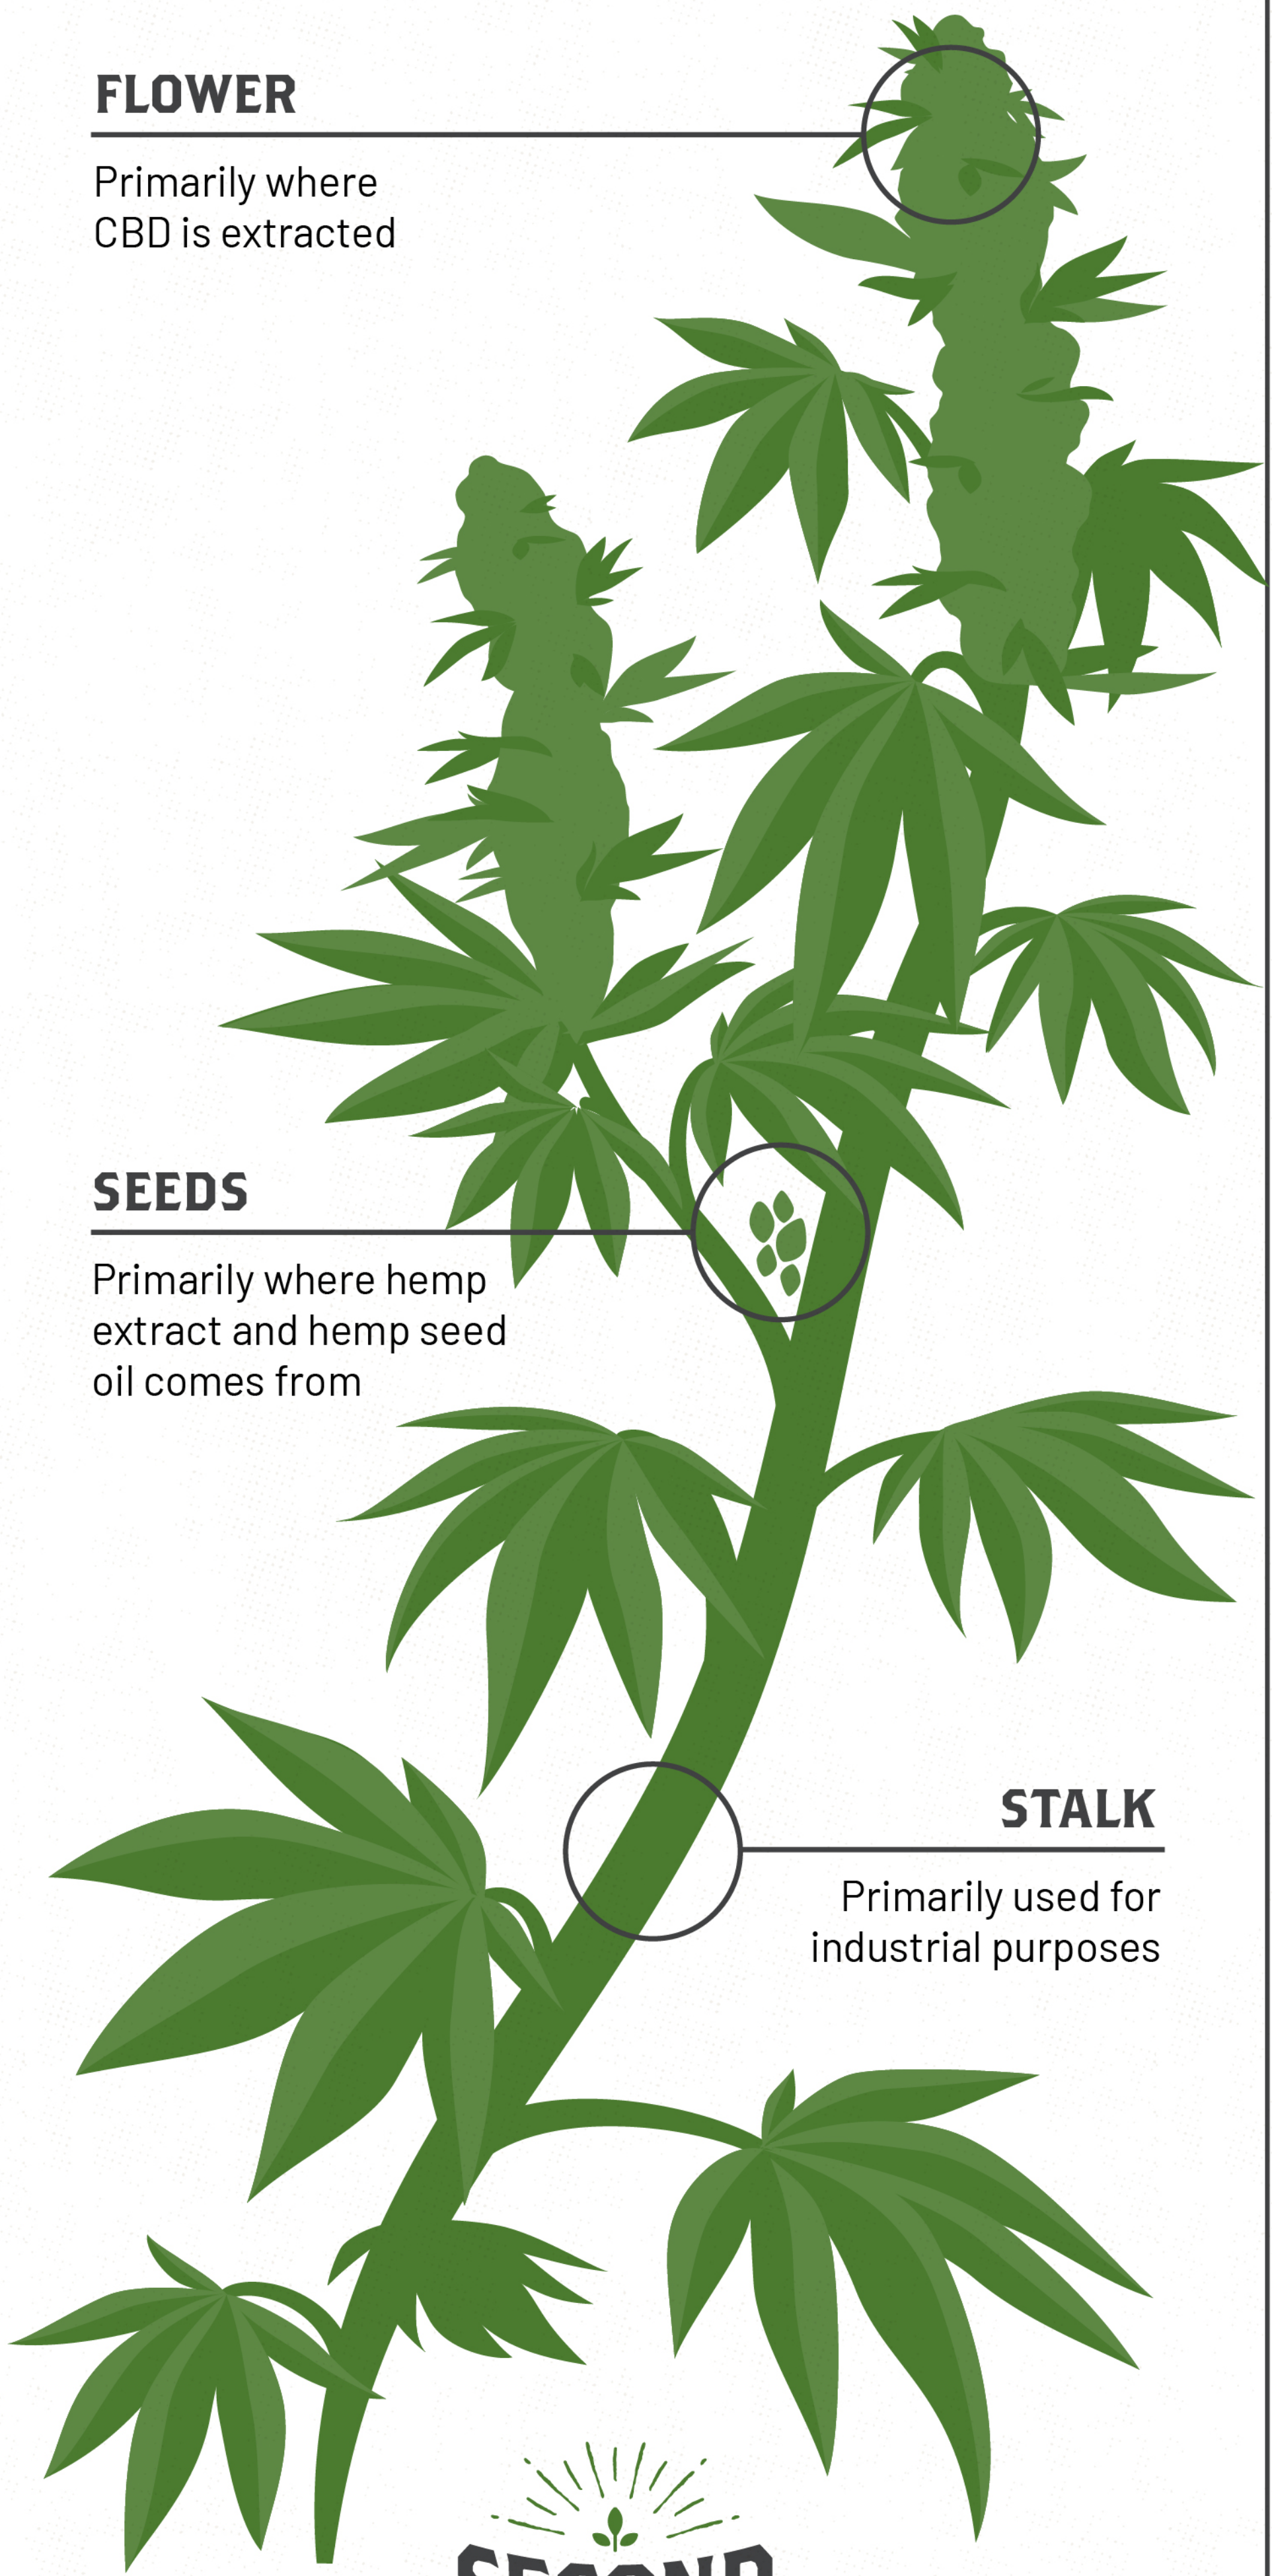 FLOWER
Primarily where
CBD is extracted
SEEDS
Primarily where hemp
extract and hemp seed
oil comes from
STALK
Primarily used for
industrial purposes
SECOND